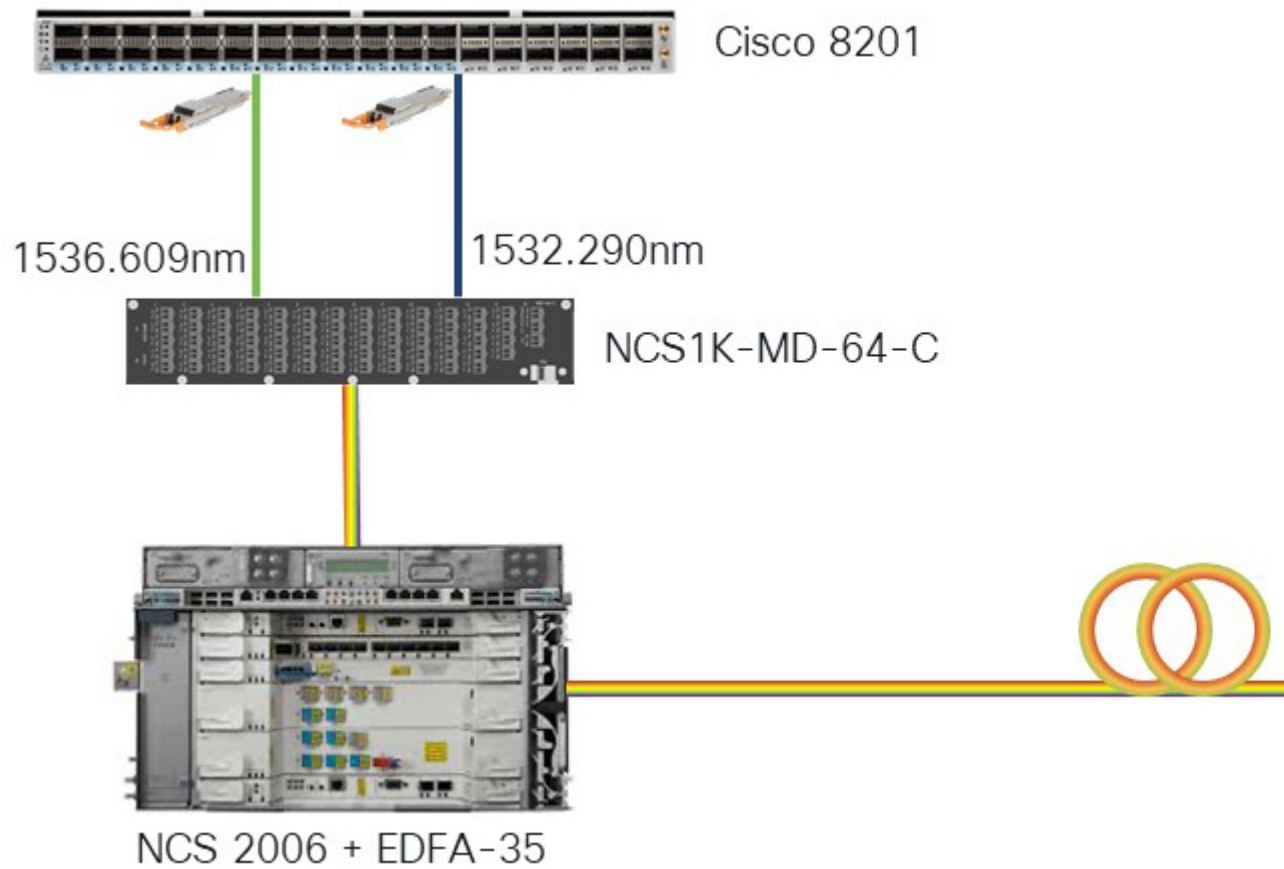 Cisco 8201
1536.609nm
1532.290nm
NCS1K-MD-64-C
NCS 2006 + EDFA-35